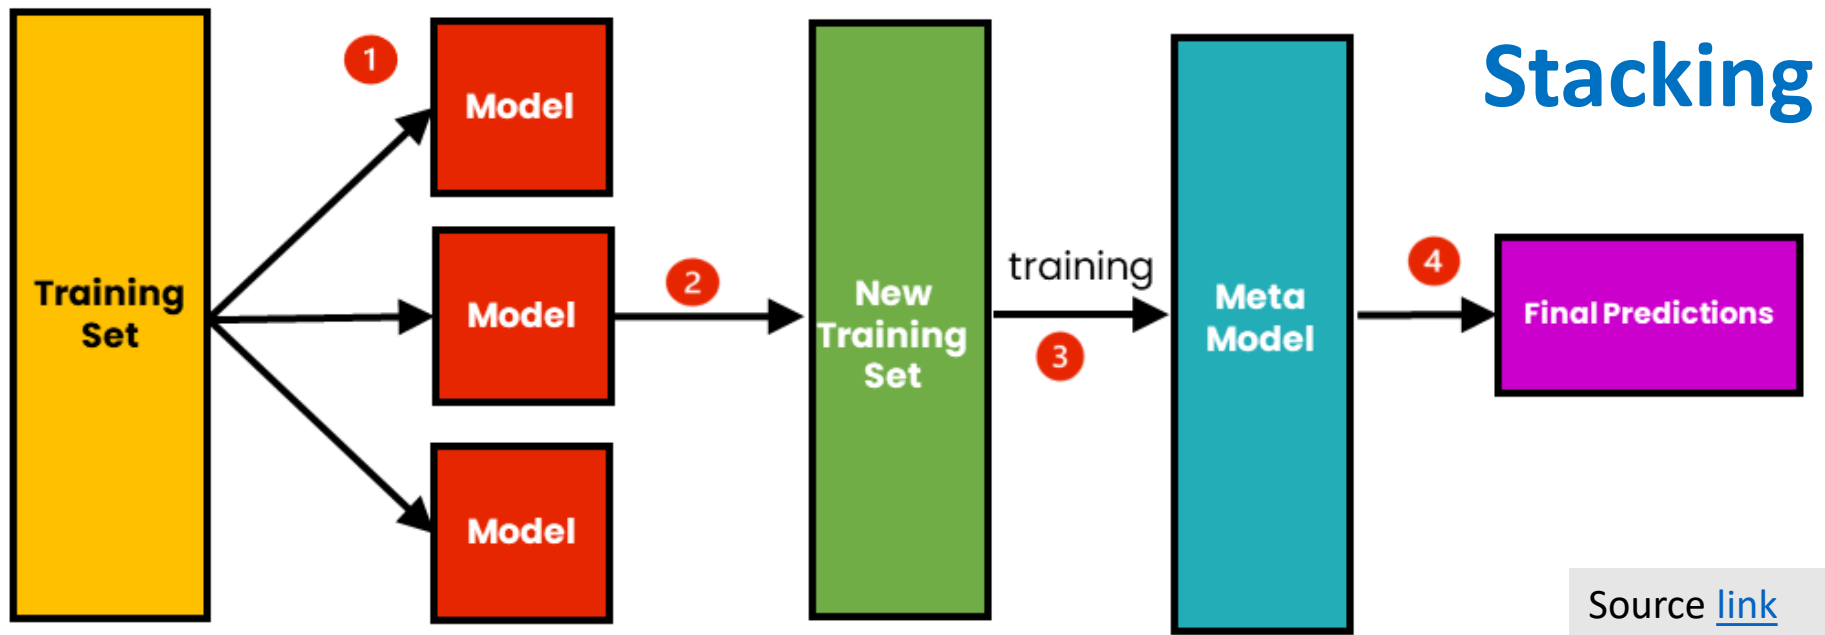 Stacking
1
Model
Training
Set
Model
2
New
Training
Set
training
3
Meta
Model
4
Final Predictions
Model
Source link